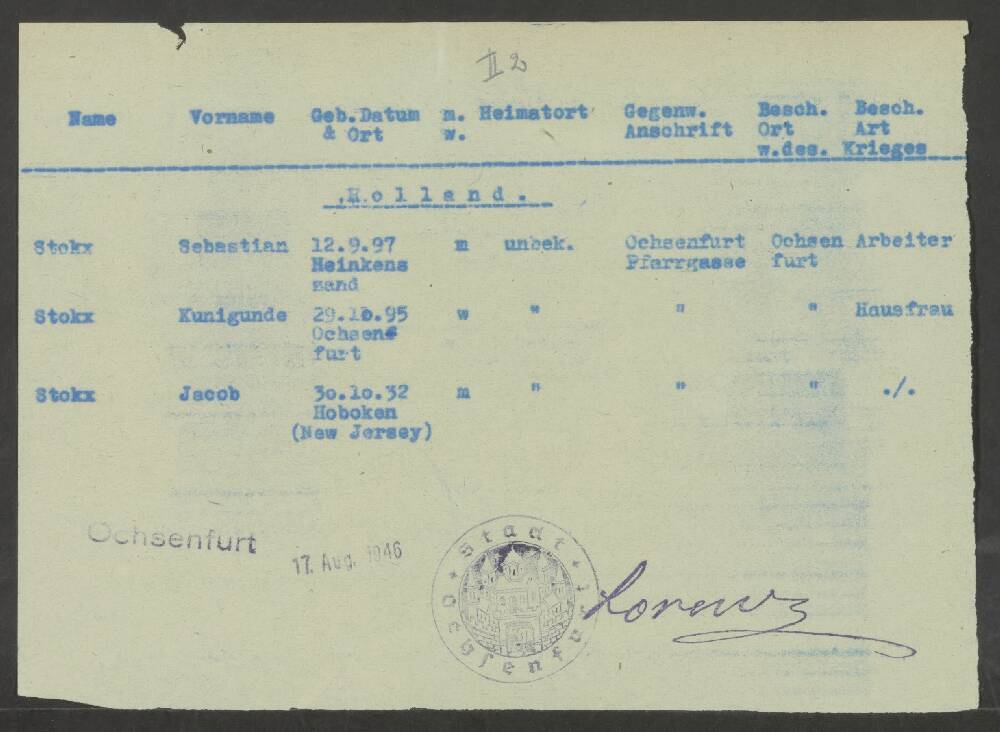 II 2
Name Vorname Geb.Datum m. Heimatort Gegenw. Besch. Besch.
& Ort w. Anschrift Ort Art
w.des. Krieges
Holland.
Stokx Sebastian 12.9.97 m unbek. Ochsenfurt Ochsen Arbeiter
Heinkens Pfarrgasse furt
zand
Stokx Kunigunde 29.10.95 w " " " Hausfrau
Ochsenf
furt
Stokx Jacob 30.10.32 m " " " ./.
Hoboken
(New Jersey)
Ochsenfurt 17. Aug. 1946
Stadt Ochsenfurt
Lorenz